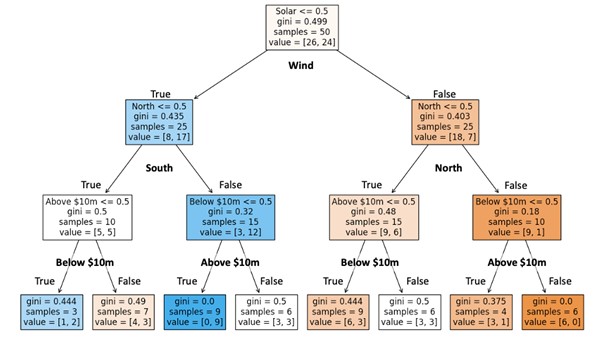 Solar <= 0.5
gini = 0.499
samples = 50
value = [26, 24]
Wind
True
False
North <= 0.5
gini = 0.435
samples = 25
value = [8, 17]
North <= 0.5
gini = 0.403
samples = 25
value = [18, 7]
South
North
True
False
True
False
Above $10m <= 0.5
gini = 0.5
samples = 10
value = [5, 5]
Below $10m <= 0.5
gini = 0.32
samples = 15
value = [3, 12]
Above $10m <= 0.5
gini = 0.48
samples = 15
value = [9, 6]
Below $10m <= 0.5
gini = 0.18
samples = 10
value = [9, 1]
Below $10m
Above $10m
Below $10m
Above $10m
True
False
True
False
True
False
True
False
gini = 0.444
samples = 3
value = [1, 2]
gini = 0.49
samples = 7
value = [4, 3]
gini = 0.0
samples = 9
value = [0, 9]
gini = 0.5
samples = 6
value = [3, 3]
gini = 0.444
samples = 9
value = [6, 3]
gini = 0.5
samples = 6
value = [3, 3]
gini = 0.375
samples = 4
value = [3, 1]
gini = 0.0
samples = 6
value = [6, 0]